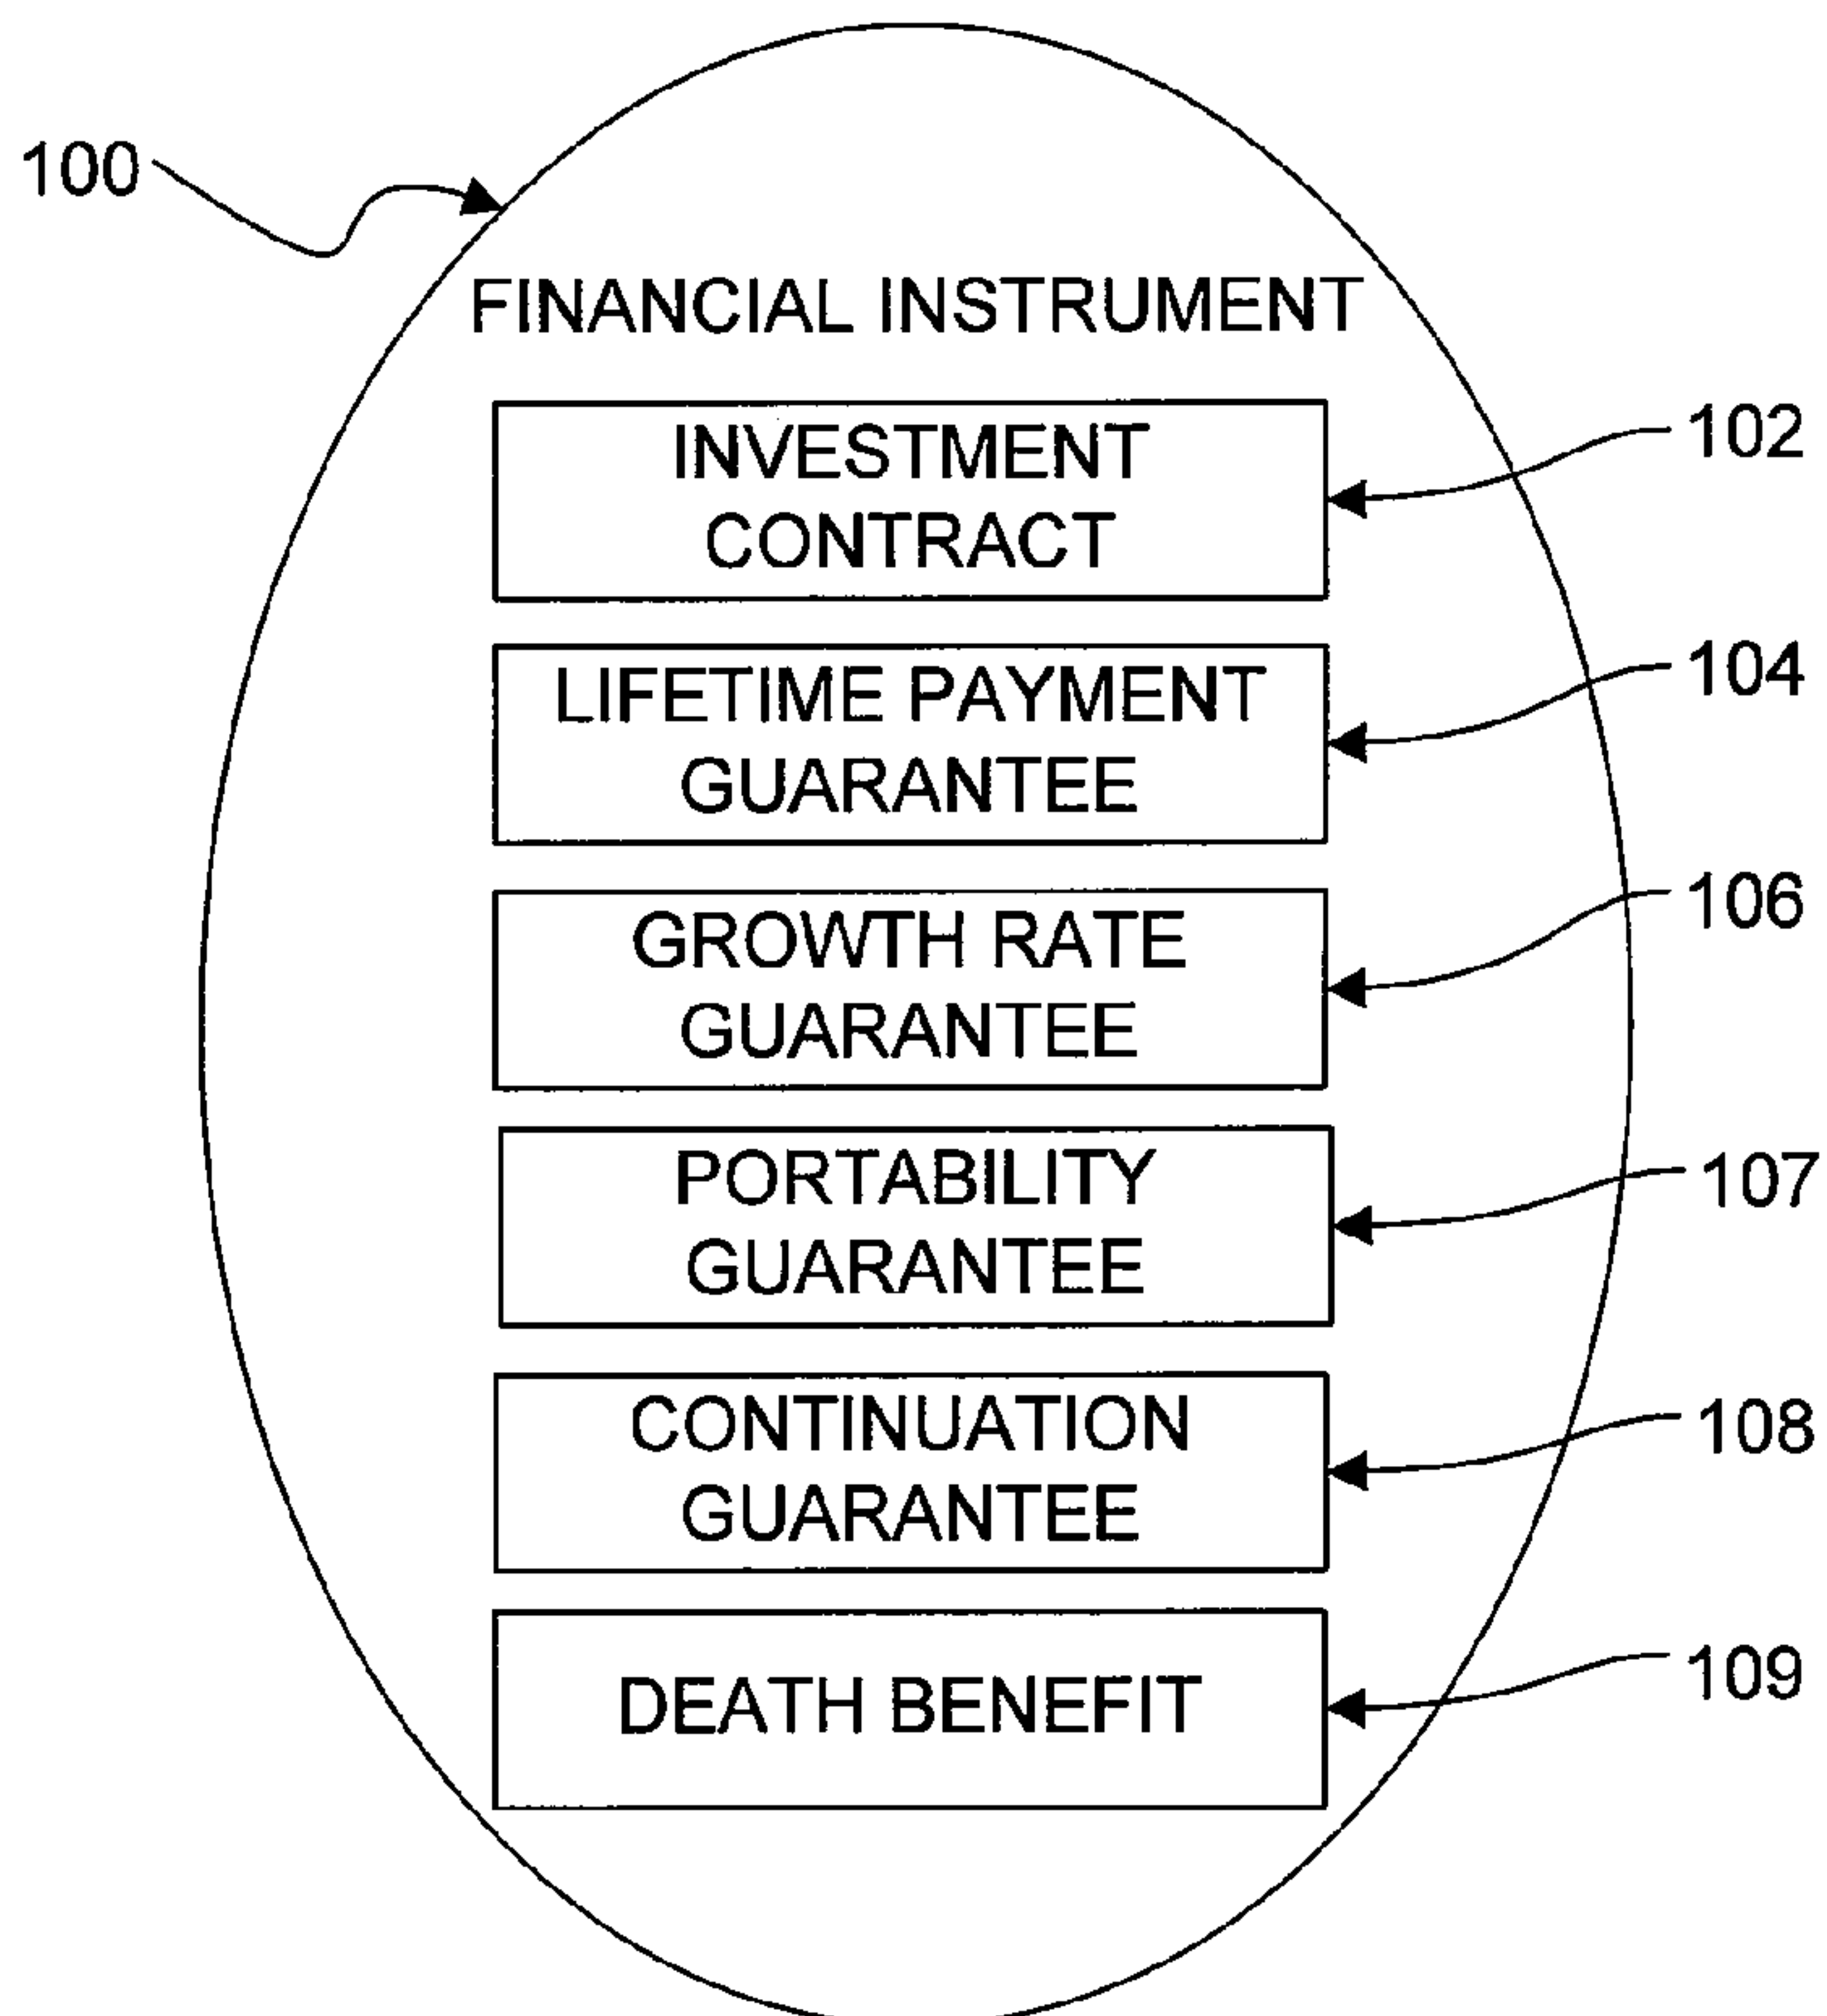 100
FINANCIAL INSTRUMENT
INVESTMENT
CONTRACT
102
LIFETIME PAYMENT
GUARANTEE
104
GROWTH RATE
GUARANTEE
106
PORTABILITY
GUARANTEE
107
CONTINUATION
GUARANTEE
108
DEATH BENEFIT
109